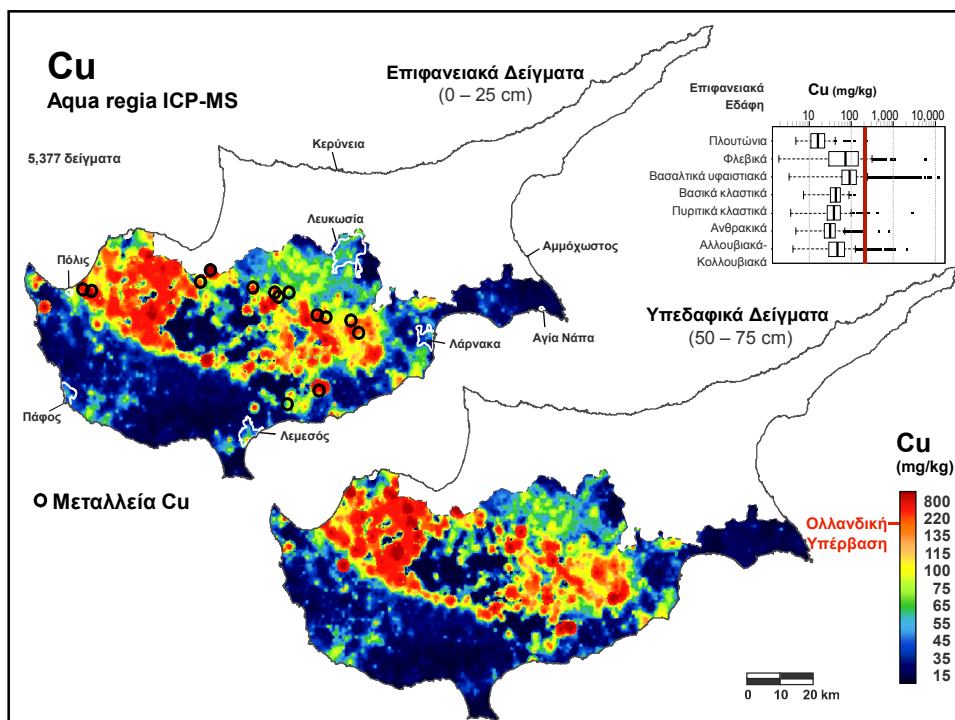 Cu
Aqua regia ICP-MS
5,377 δείγματα
Επιφανειακά Δείγματα
(0 – 25 cm)
Επιφανειακά
Εδάφη
Cu (mg/kg)
10 100 1,000 10,000
Πλουτώνια
Φλεβικά
Βασαλτικά υφαιστιακά
Βασικά κλαστικά
Πυριτικά κλαστικά
Ανθρακικά
Αλλουβιακά-
Κολλουβιακά
Κερύνεια
Λευκωσία
Αμμόχωστος
Πόλις
Αγία Νάπα
Λάρνακα
Πάφος
Λεμεσός
Υπεδαφικά Δείγματα
(50 – 75 cm)
Μεταλλεία Cu
Cu
(mg/kg)
Ολλανδική
Υπέρβαση
800
220
135
115
100
75
65
55
45
35
15
0 10 20 km